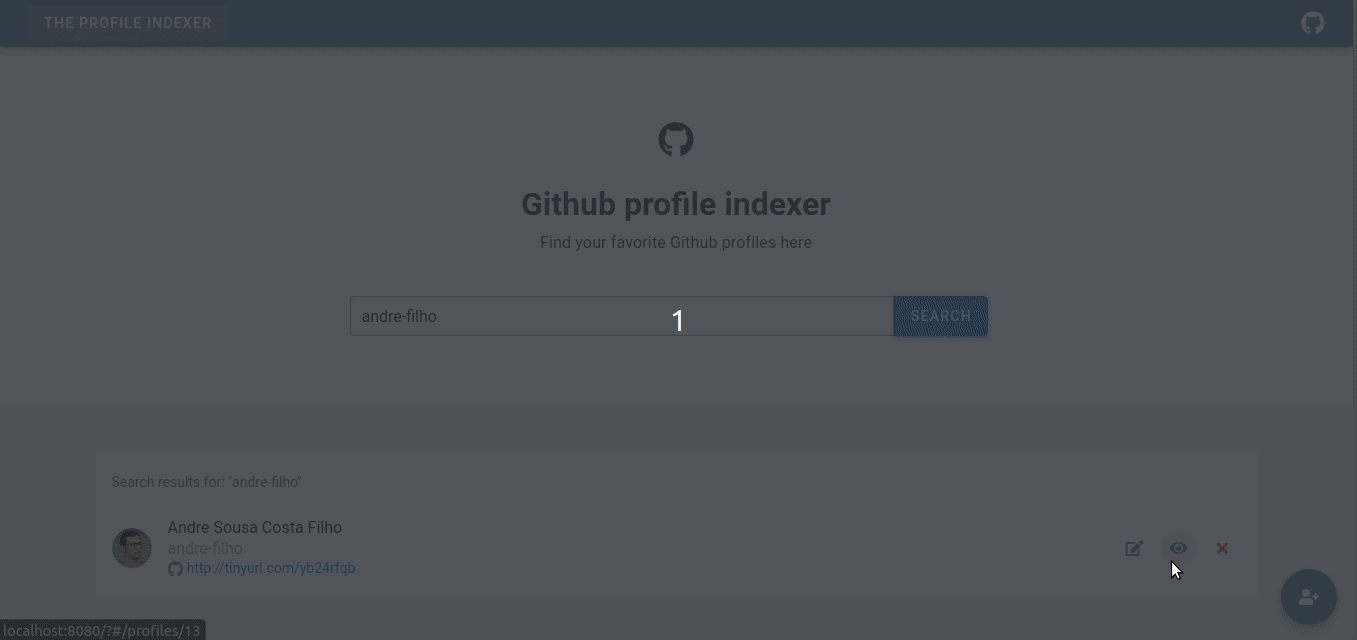 THE PROFILE INDEXER
Github profile indexer
Find your favorite Github profiles here
andre-filho
1
SEARCH
Search results for: "andre-filho"
Andre Sousa Costa Filho
andre-filho
http://tinyurl.com/yb24rfqb
localhost:8080/?#/profiles/13